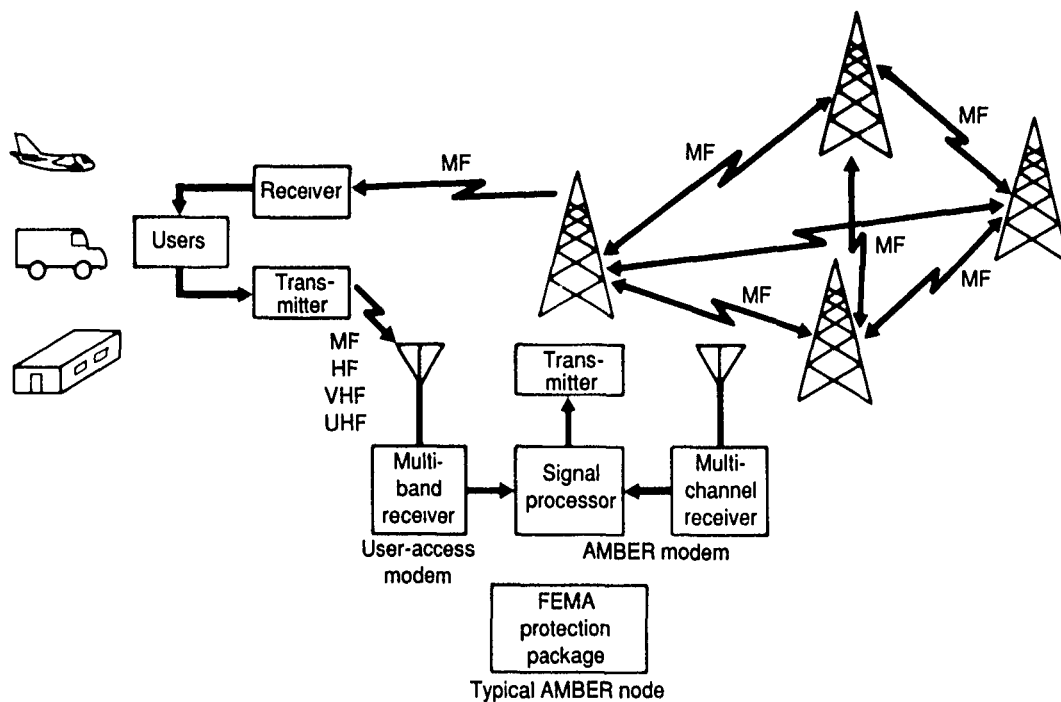 MF
MF
MF
Receiver
Users
MF
MF
MF
Trans-
mitter
MF
HF
VHF
UHF
Trans-
mitter
Multi-
band
receiver
Signal
processor
Multi-
channel
receiver
User-access
modem
AMBER modem
FEMA
protection
package
Typical AMBER node